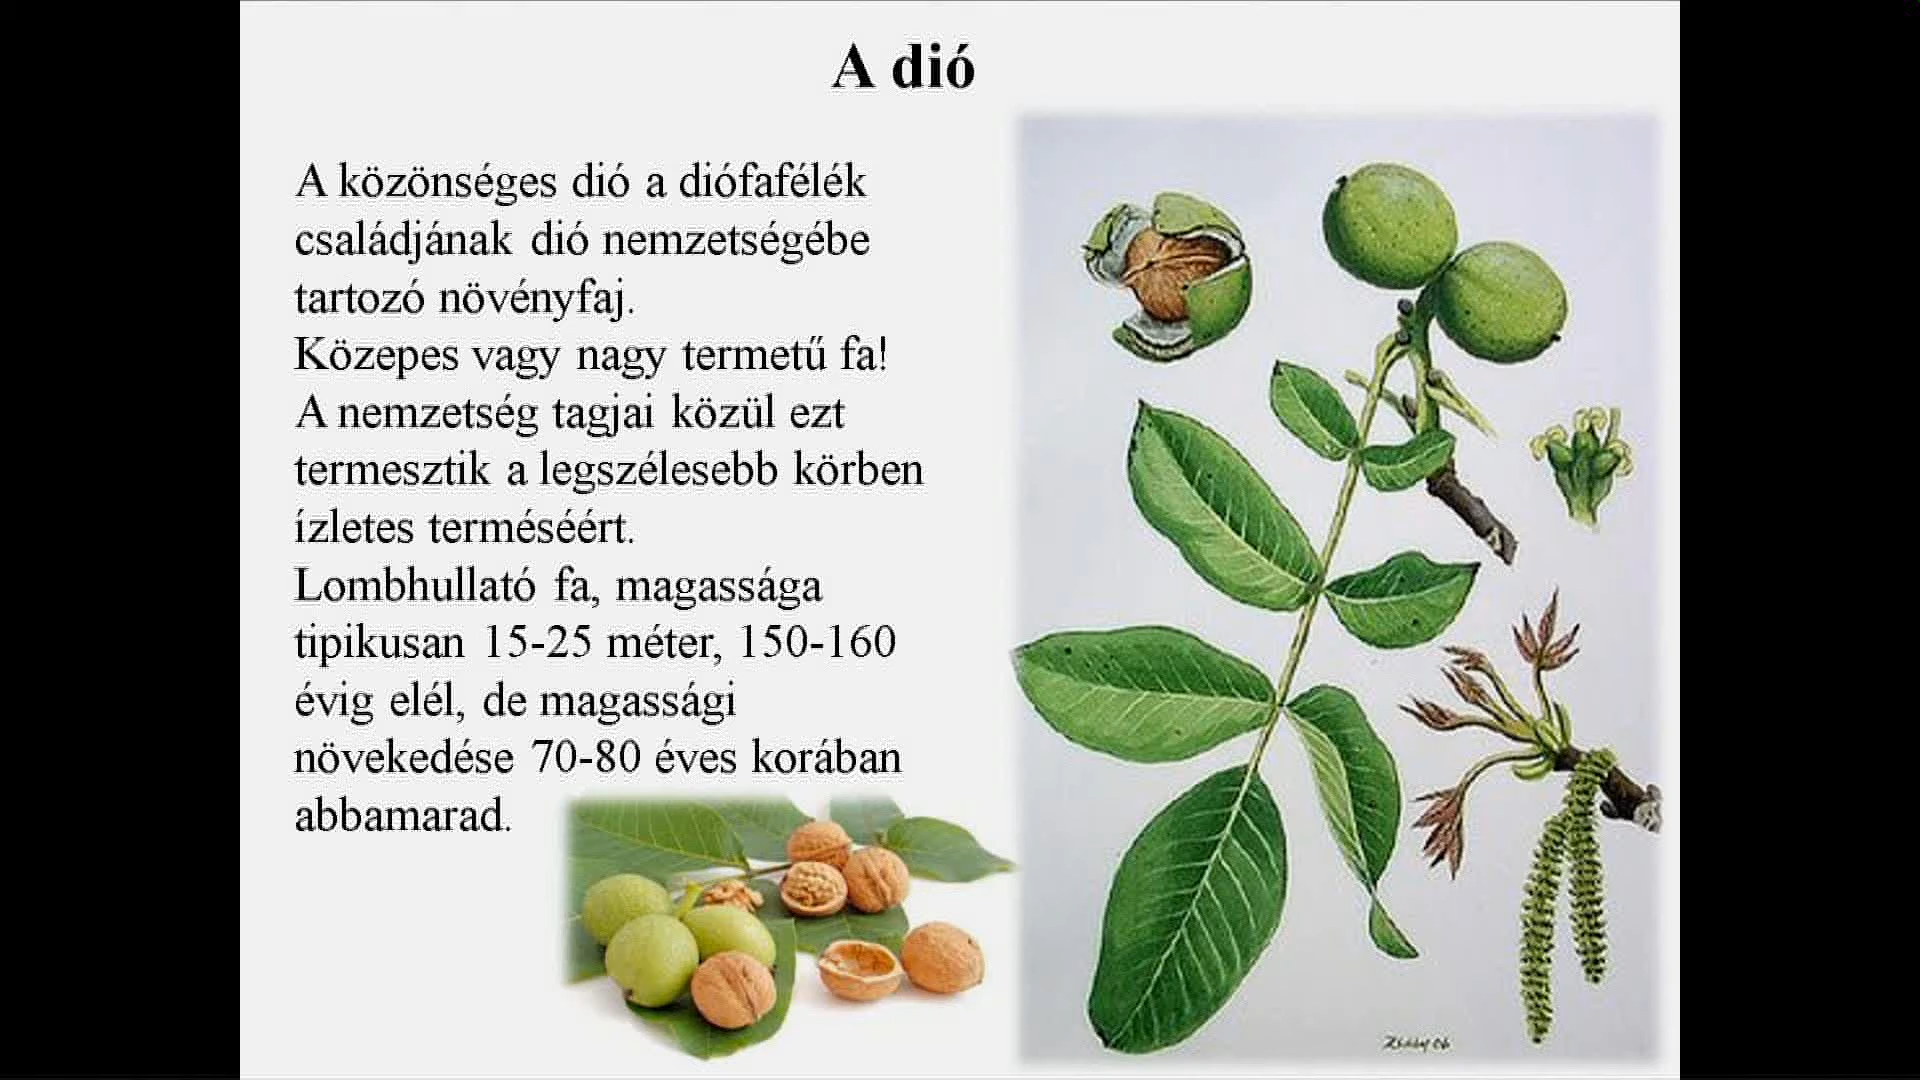 A dió
A közönséges dió a diófafélék
családjának dió nemzetségébe
tartozó növényfaj.
Közepes vagy nagy termetű fa!
A nemzetség tagjai közül ezt
termesztik a legszélesebb körben
ízletes terméséért.
Lombhullató fa, magassága
tipikusan 15-25 méter, 150-160
évig elél, de magassági
növekedése 70-80 éves korában
abbamarad.